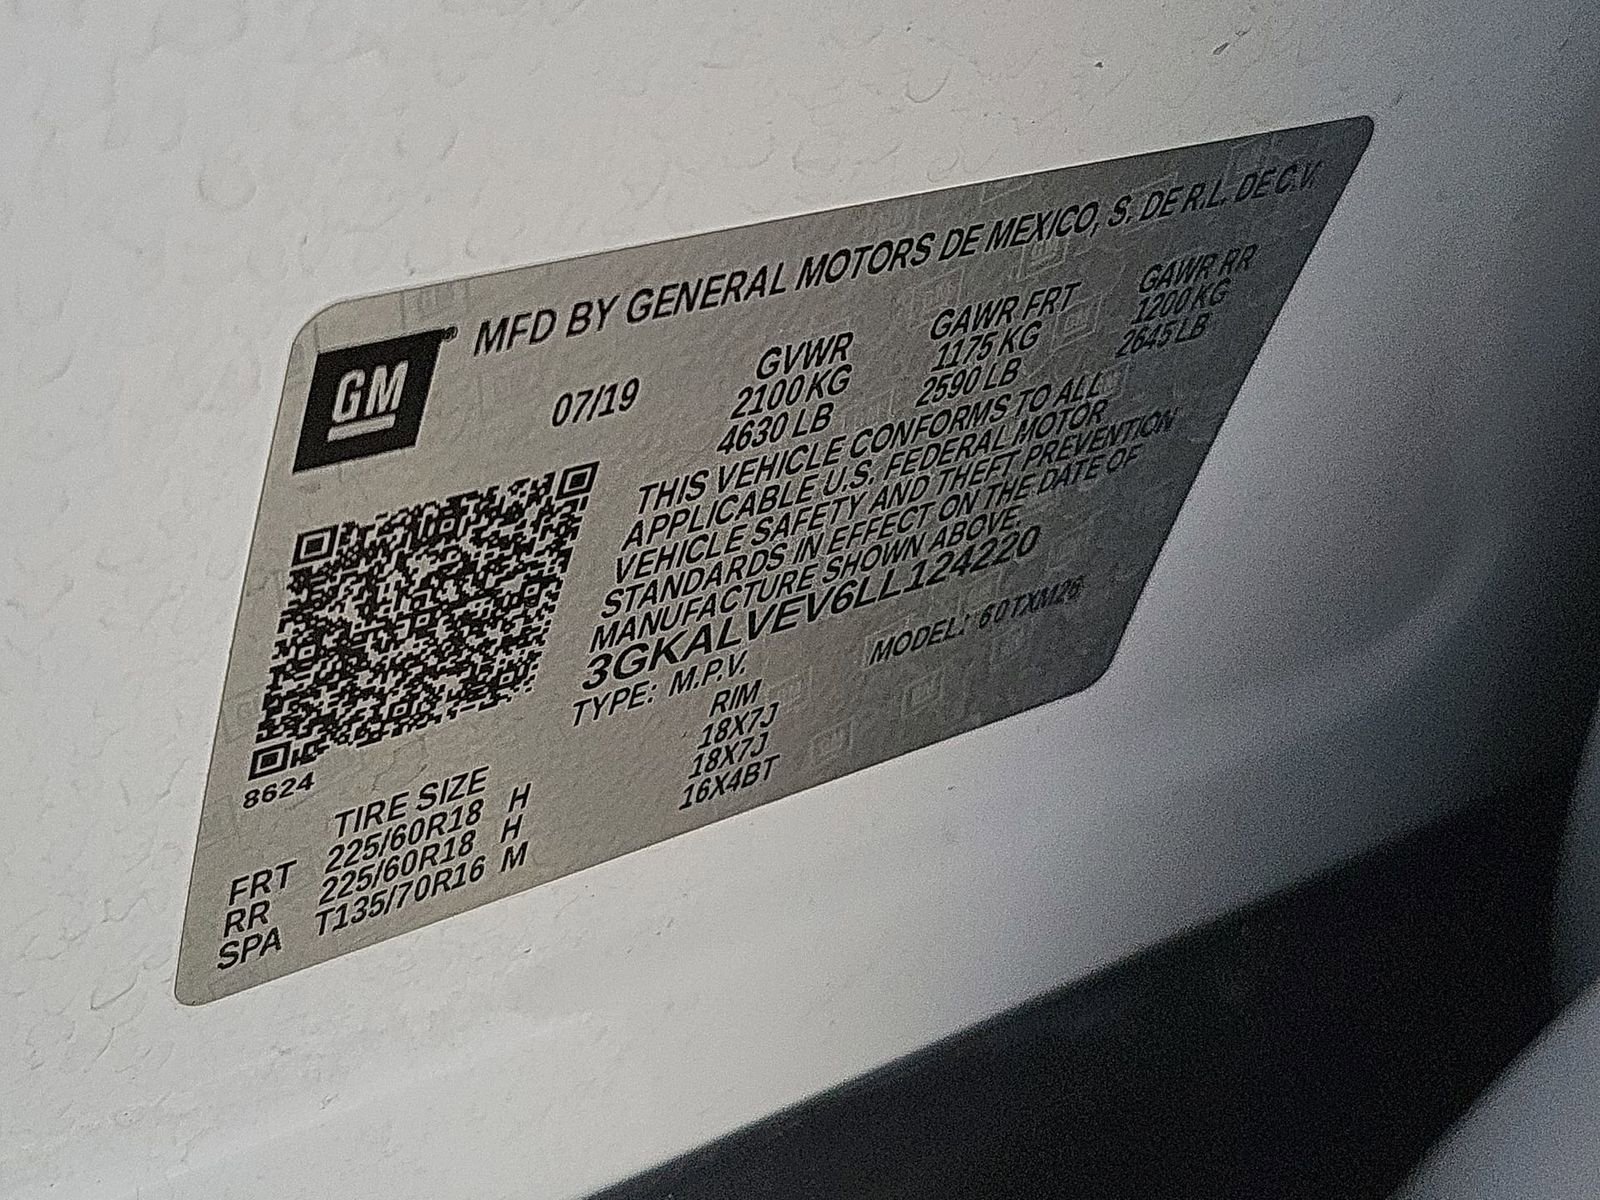 GM® MFD BY GENERAL MOTORS DE MEXICO, S. DE R.L. DE C.V.
07/19 GVWR GAWR FRT GAWR RR
2100 KG 1175 KG 1200 KG
4630 LB 2590 LB 2645 LB
THIS VEHICLE CONFORMS TO ALL
APPLICABLE U.S. FEDERAL MOTOR
VEHICLE SAFETY AND THEFT PREVENTION
STANDARDS IN EFFECT ON THE DATE OF
MANUFACTURE SHOWN ABOVE.
3GKALVEV6LL124220
TYPE: M.P.V. MODEL: 60TXM26
8624
TIRE SIZE RIM
FRT 225/60R18 H 18X7J
RR 225/60R18 H 18X7J
SPA T135/70R16 M 16X4BT